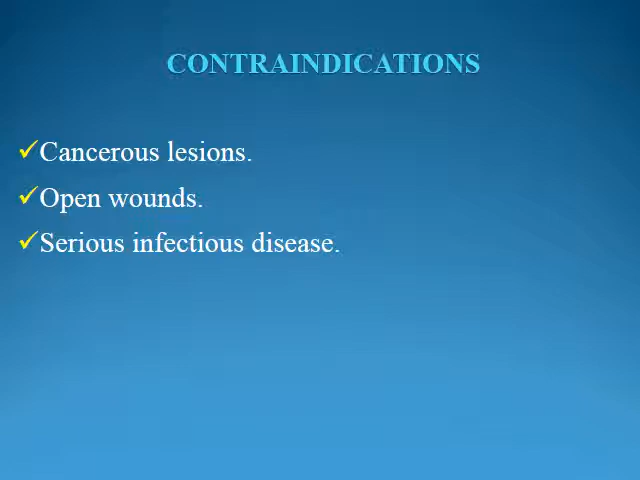 CONTRAINDICATIONS
✓Cancerous lesions.
✓Open wounds.
✓Serious infectious disease.